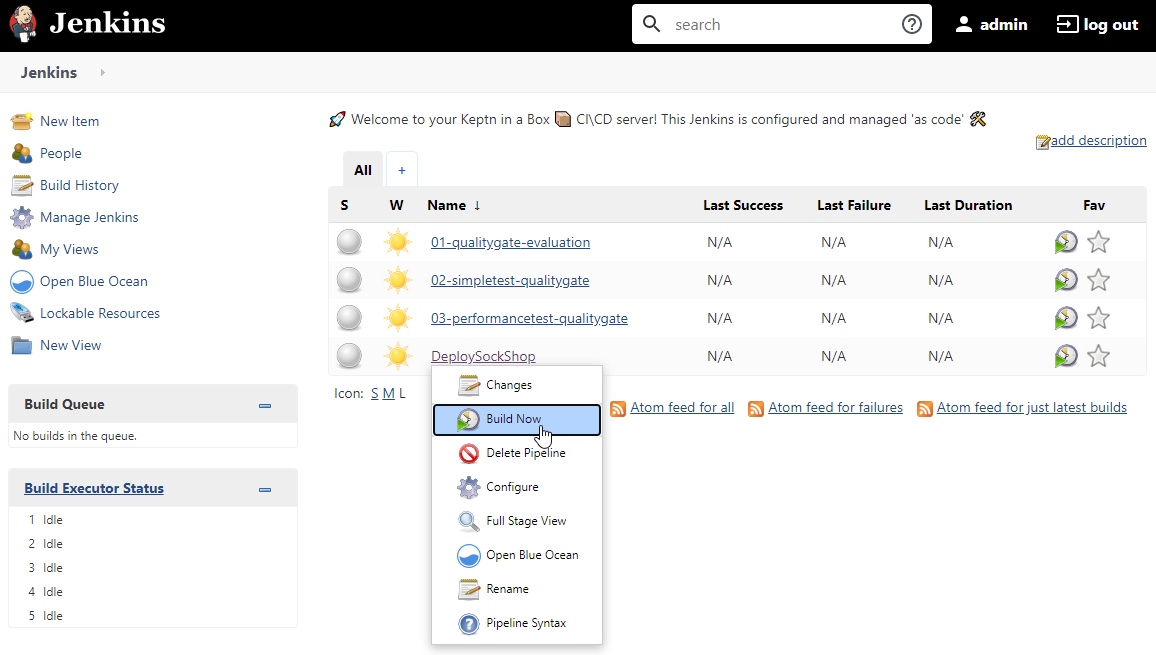 Jenkins
search
admin
log out
Jenkins
New Item
People
Build History
Manage Jenkins
My Views
Open Blue Ocean
Lockable Resources
New View
Build Queue
No builds in the queue.
Build Executor Status
1 Idle
2 Idle
3 Idle
4 Idle
5 Idle
Welcome to your Keptn in a Box CI\CD server! This Jenkins is configured and managed 'as code'
add description
All +
S W Name ↓ Last Success Last Failure Last Duration Fav
01-qualitygate-evaluation N/A N/A N/A
02-simpletest-qualitygate N/A N/A N/A
03-performancetest-qualitygate N/A N/A N/A
DeploySockShop N/A N/A N/A
Icon: S M L
Atom feed for all Atom feed for failures Atom feed for just latest builds
Changes
Build Now
Delete Pipeline
Configure
Full Stage View
Open Blue Ocean
Rename
Pipeline Syntax